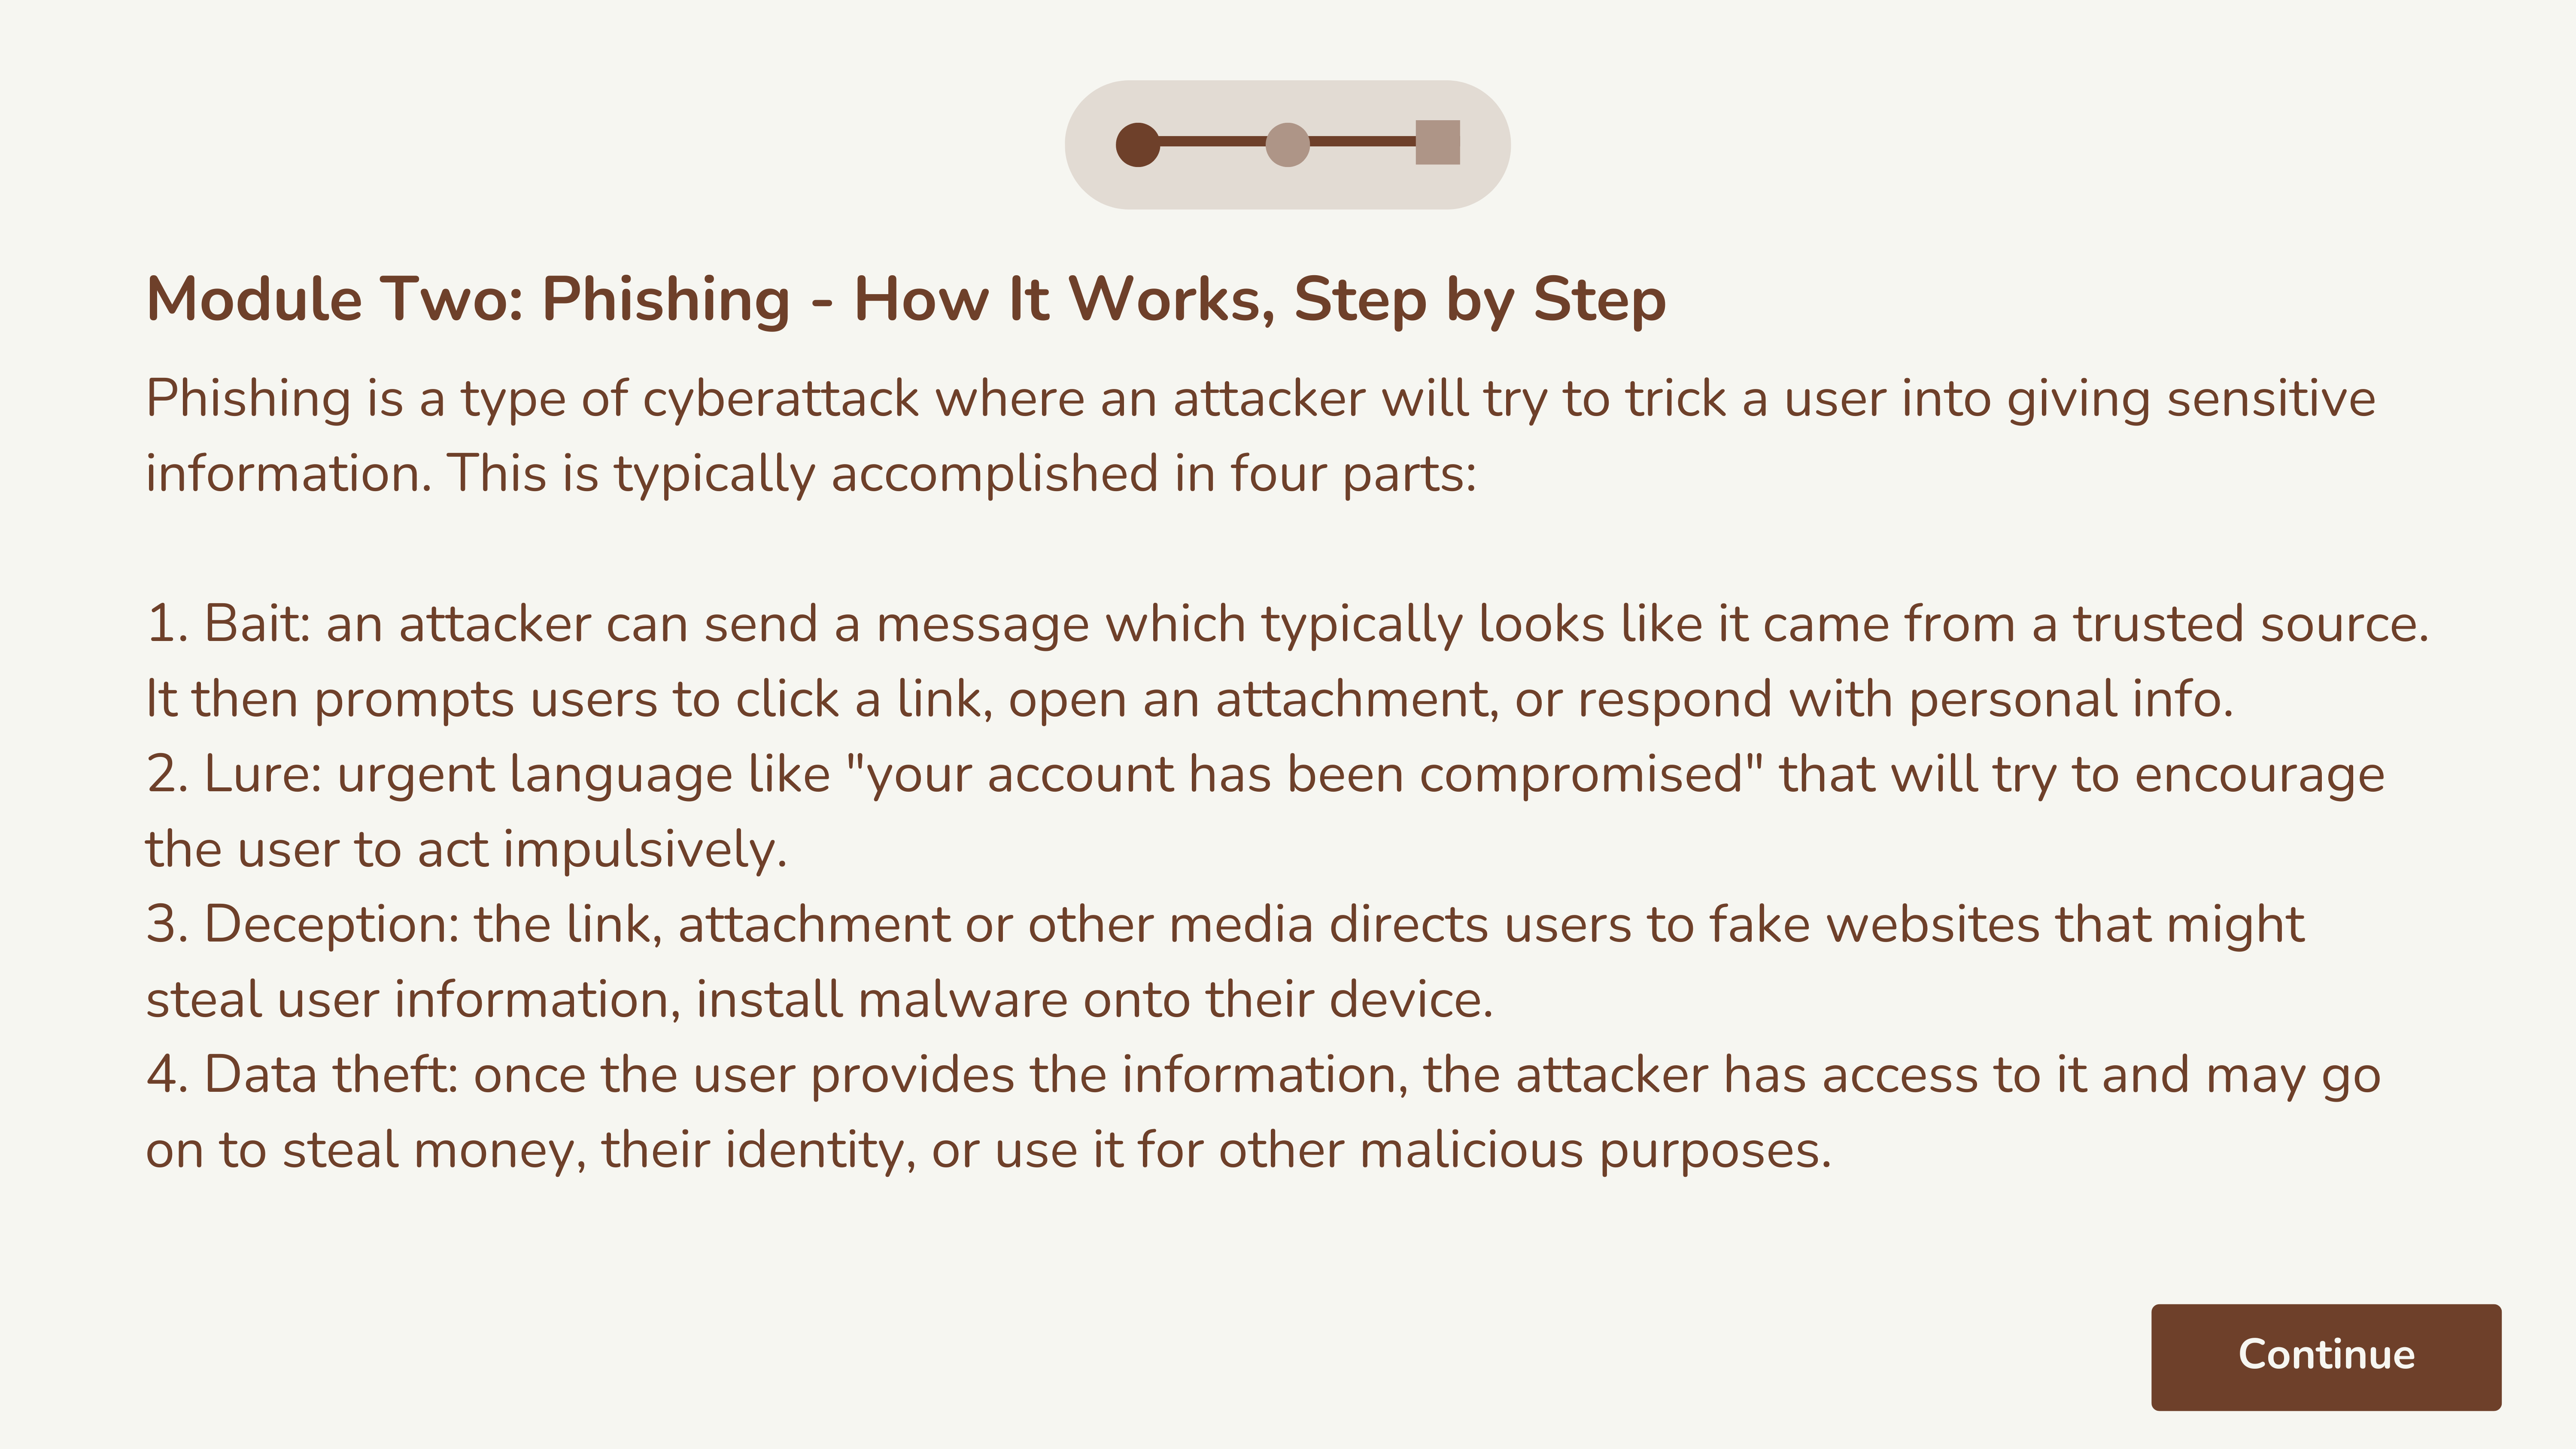 Module Two: Phishing - How It Works, Step by Step
Phishing is a type of cyberattack where an attacker will try to trick a user into giving sensitive
information. This is typically accomplished in four parts:
1. Bait: an attacker can send a message which typically looks like it came from a trusted source.
It then prompts users to click a link, open an attachment, or respond with personal info.
2. Lure: urgent language like "your account has been compromised" that will try to encourage
the user to act impulsively.
3. Deception: the link, attachment or other media directs users to fake websites that might
steal user information, install malware onto their device.
4. Data theft: once the user provides the information, the attacker has access to it and may go
on to steal money, their identity, or use it for other malicious purposes.
Continue